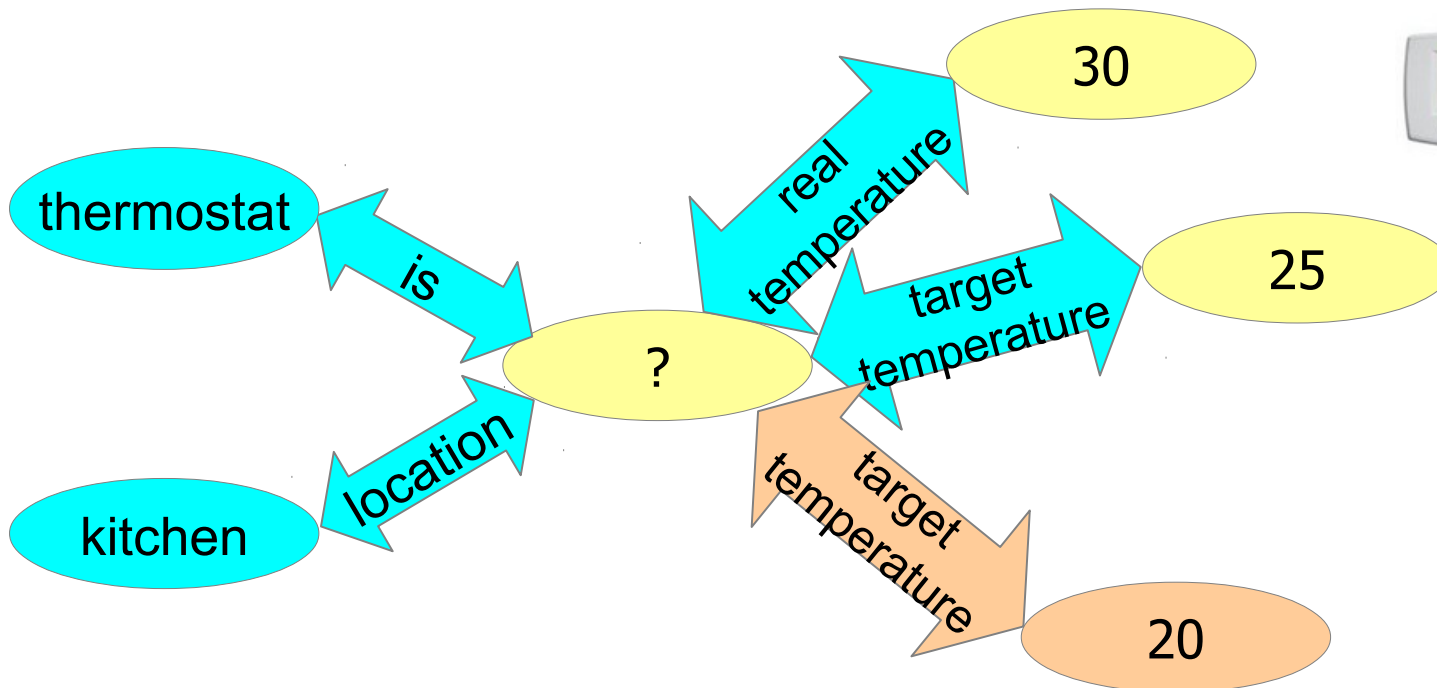 30
real
temperature
thermostat
is
target
temperature
25
?
location
kitchen
target
temperature
20